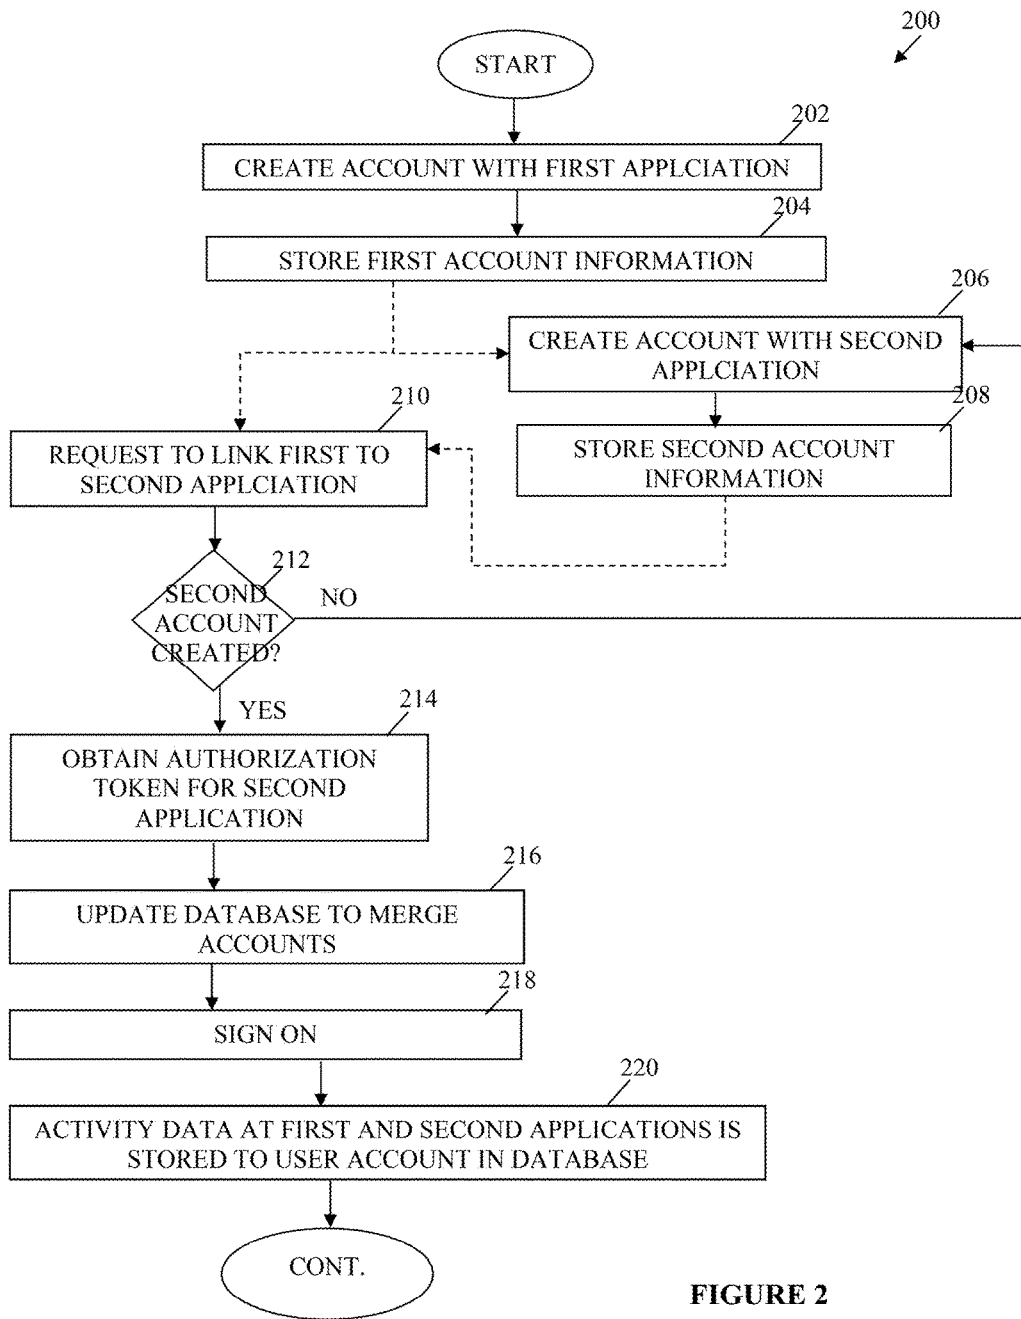 200
START
202
CREATE ACCOUNT WITH FIRST APPLCIATION
204
STORE FIRST ACCOUNT INFORMATION
206
CREATE ACCOUNT WITH SECOND
APPLCIATION
208
STORE SECOND ACCOUNT
INFORMATION
210
REQUEST TO LINK FIRST TO
SECOND APPLCIATION
212
SECOND
ACCOUNT
CREATED?
NO
YES
214
OBTAIN AUTHORIZATION
TOKEN FOR SECOND
APPLICATION
216
UPDATE DATABASE TO MERGE
ACCOUNTS
218
SIGN ON
220
ACTIVITY DATA AT FIRST AND SECOND APPLICATIONS IS
STORED TO USER ACCOUNT IN DATABASE
CONT.
FIGURE 2